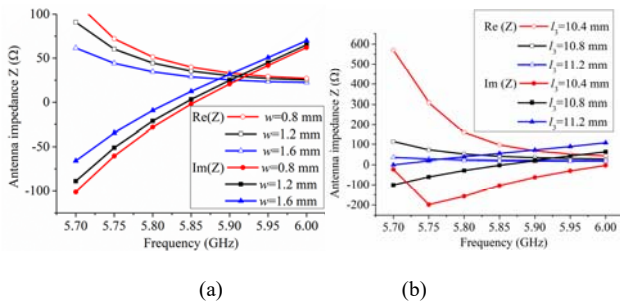 100
50
0
-50
-100
Antenna impedance Z (Ω)
Re(Z)
w=0.8 mm
w=1.2 mm
w=1.6 mm
Im(Z)
w=0.8 mm
w=1.2 mm
w=1.6 mm
5.70 5.75 5.80 5.85 5.90 5.95 6.00
Frequency (GHz)
(a)
600
500
400
300
200
100
0
-100
-200
Antenna impedance Z (Ω)
Re (Z)
l₃=10.4 mm
l₃=10.8 mm
l₃=11.2 mm
Im (Z)
l₃=10.4 mm
l₃=10.8 mm
l₃=11.2 mm
5.70 5.75 5.80 5.85 5.90 5.95 6.00
Frequency (GHz)
(b)